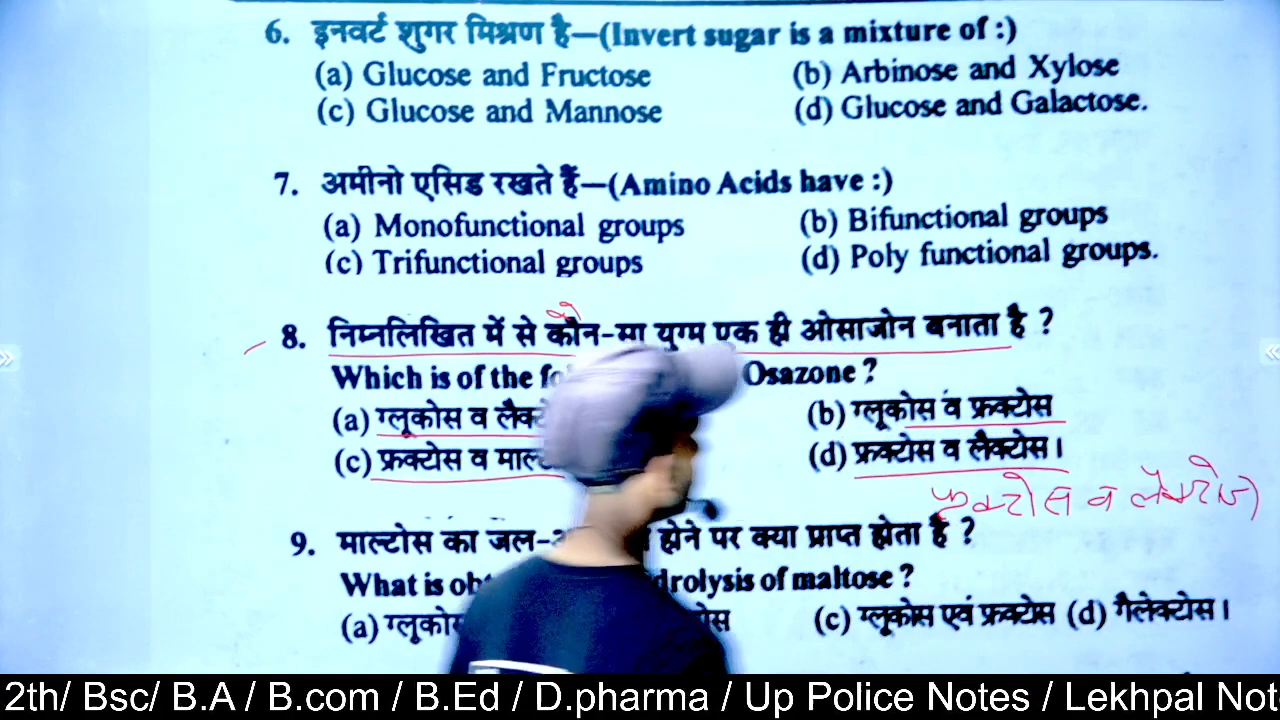 6. इनवर्ट शुगर मिश्रण है—(Invert sugar is a mixture of :)
(a) Glucose and Fructose (b) Arbinose and Xylose
(c) Glucose and Mannose (d) Glucose and Galactose.
7. अमीनो एसिड रखते हैं—(Amino Acids have :)
(a) Monofunctional groups (b) Bifunctional groups
(c) Trifunctional groups (d) Poly functional groups.
8. निम्नलिखित में से कौन-सा युग्म एक ही ओसाजोन बनाता है ?
Which is of the Osazone ?
(a) ग्लूकोस व (b) ग्लूकोस व फ्रक्टोस
(c) फ्रक्टोस व (d) फ्रक्टोस व लैक्टोस।
फ्रक्टोस व लैक्टोज
9. माल्टोस का जल- होने पर क्या प्राप्त होता है ?
What is of maltose ?
(a) (c) ग्लूकोस एवं फ्रक्टोस (d) गैलेक्टोस।
2th/ Bsc/ B.A / B.com / B.Ed / D.pharma / Up Police Notes / Lekhpal Not